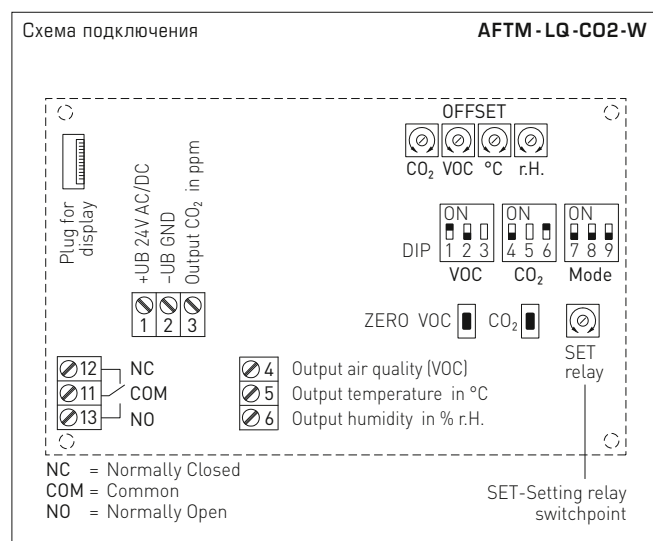 Схема подключения AFTM-LQ-CO2-W
OFFSET
CO₂ VOC °C r.H.
Plug for
display
+UB 24V AC/DC
-UB GND
Output CO₂ in ppm
1 2 3
ON ON ON
DIP 1 2 3 4 5 6 7 8 9
VOC CO₂ Mode
ZERO VOC CO₂
SET
relay
12 NC
11 COM
13 NO
4 Output air quality (VOC)
5 Output temperature in °C
6 Output humidity in % r.H.
NC = Normally Closed
COM = Common
NO = Normally Open
SET-Setting relay
switchpoint